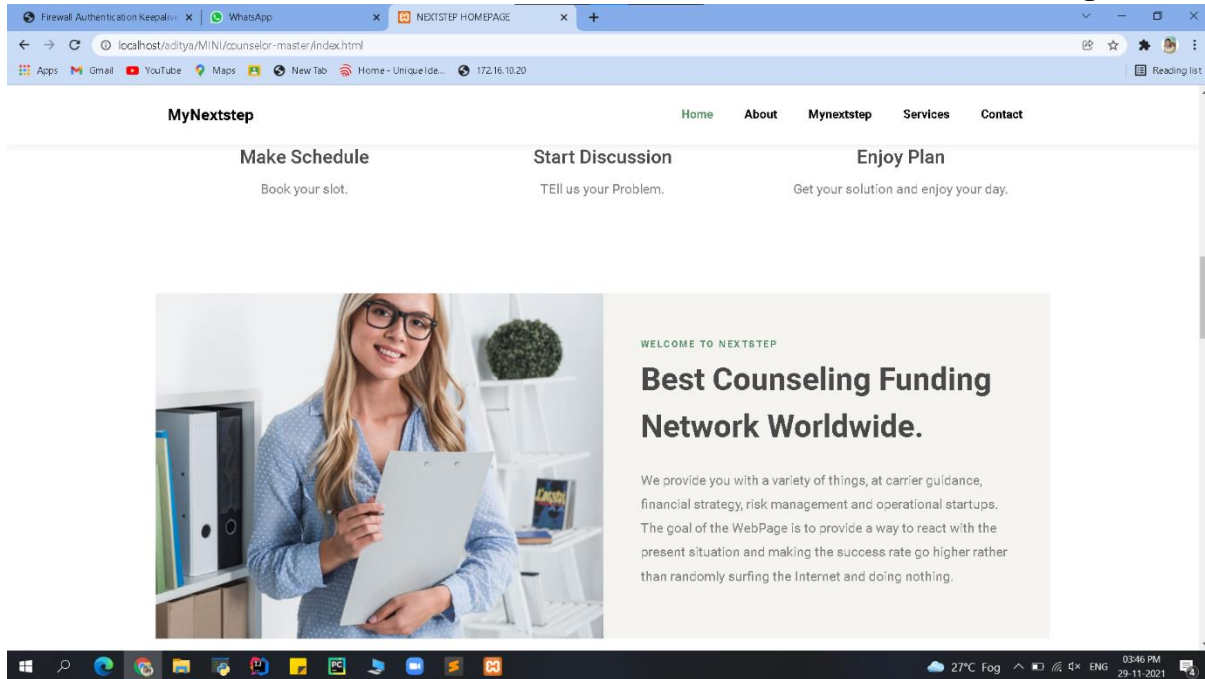 Firewall Authentication Keepaliv
WhatsApp
NEXTSTEP HOMEPAGE
localhost/aditya/MINI/counselor-master/index.html
Apps
Gmail
YouTube
Maps
New Tab
Home - Unique Ide...
172.16.10.20
Reading list
MyNextstep
Home
About
Mynextstep
Services
Contact
Make Schedule
Start Discussion
Enjoy Plan
Book your slot.
TEll us your Problem.
Get your solution and enjoy your day.
WELCOME TO NEXTSTEP
Best Counseling Funding
Network Worldwide.
We provide you with a variety of things, at carrier guidance,
financial strategy, risk management and operational startups.
The goal of the WebPage is to provide a way to react with the
present situation and making the success rate go higher rather
than randomly surfing the Internet and doing nothing.
PC
27°C Fog
ENG
03:46 PM
29-11-2021
4